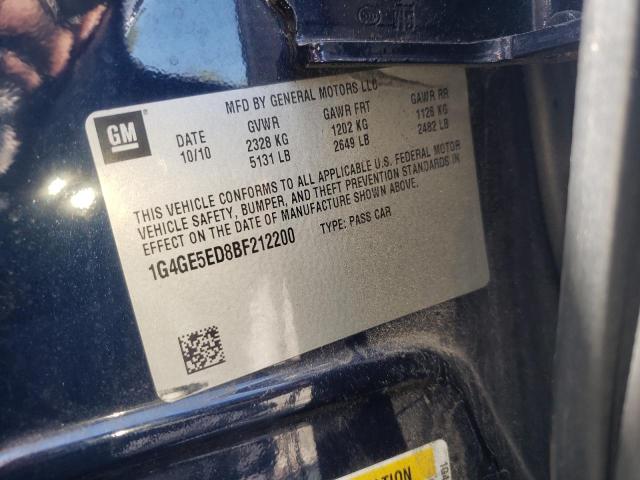 GM
MFD BY GENERAL MOTORS LLC
DATE GVWR GAWR FRT GAWR RR
10/10 2328 KG 1202 KG 1126 KG
5131 LB 2649 LB 2482 LB
THIS VEHICLE CONFORMS TO ALL APPLICABLE U.S. FEDERAL MOTOR
VEHICLE SAFETY, BUMPER, AND THEFT PREVENTION STANDARDS IN
EFFECT ON THE DATE OF MANUFACTURE SHOWN ABOVE.
1G4GE5ED8BF212200 TYPE: PASS CAR